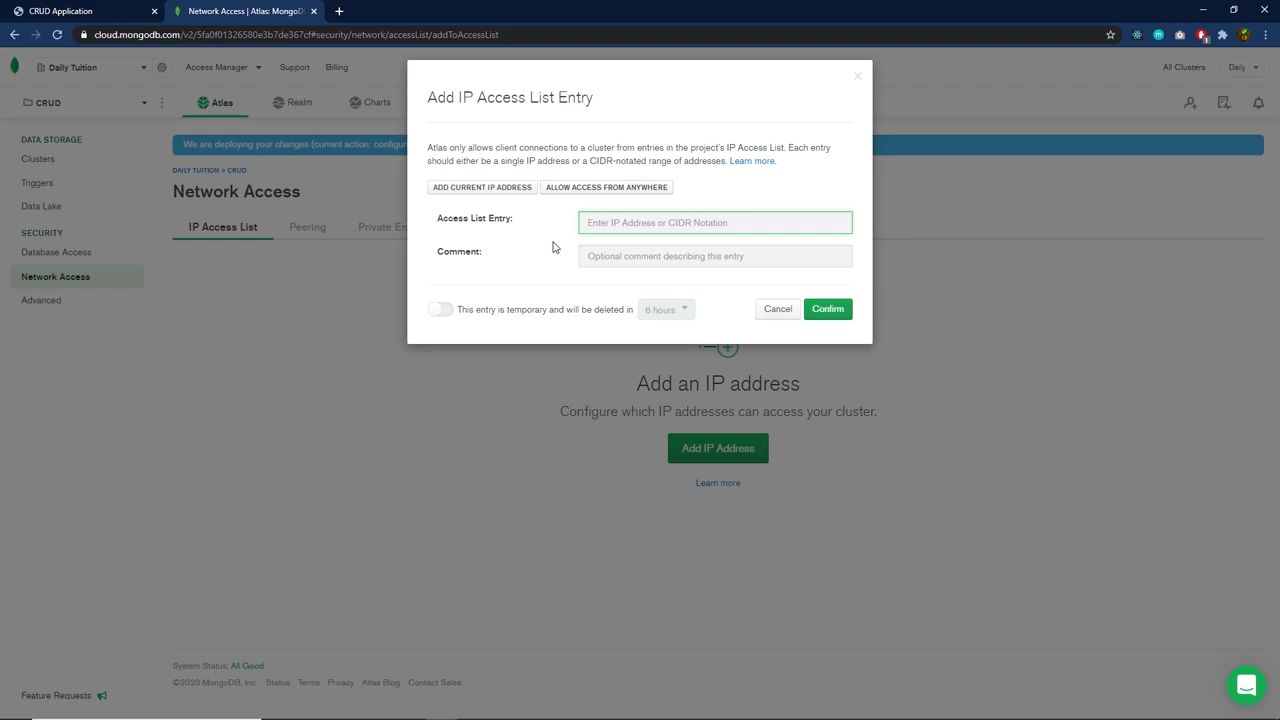 CRUD Application
Network Access | Atlas: MongoDB
cloud.mongodb.com/v2/5fa0f01326580e3b7de367cf#security/network/accessList/addToAccessList
Daily Tuition
Access Manager
Support
Billing
All Clusters
Daily
CRUD
Atlas
Realm
Charts
DATA STORAGE
Clusters
Triggers
Data Lake
SECURITY
Database Access
Network Access
Advanced
Feature Requests
We are deploying your changes (current action: configur
DAILY TUITION > CRUD
Network Access
IP Access List
Peering
Private En
Add IP Access List Entry
Atlas only allows client connections to a cluster from entries in the project's IP Access List. Each entry
should either be a single IP address or a CIDR-notated range of addresses. Learn more.
ADD CURRENT IP ADDRESS
ALLOW ACCESS FROM ANYWHERE
Access List Entry:
Enter IP Address or CIDR Notation
Comment:
Optional comment describing this entry
This entry is temporary and will be deleted in
6 hours
Cancel
Confirm
Add an IP address
Configure which IP addresses can access your cluster.
Add IP Address
Learn more
System Status: All Good
©2020 MongoDB, Inc.
Status
Terms
Privacy
Atlas Blog
Contact Sales